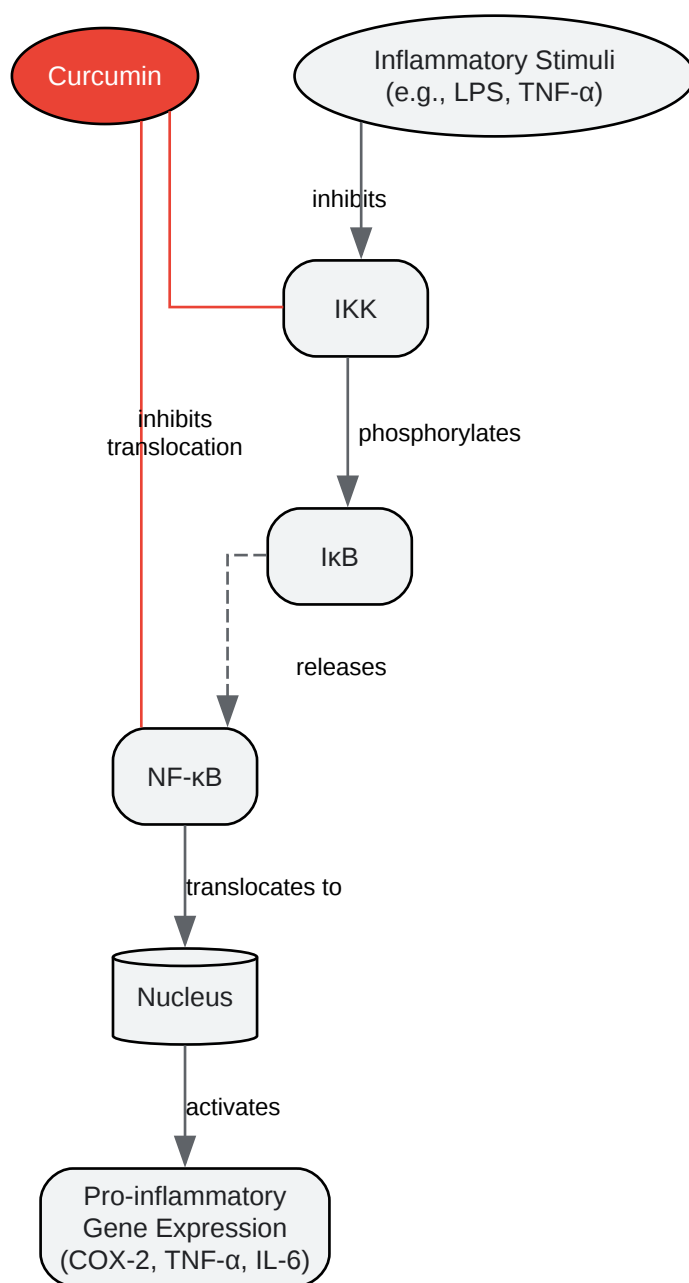 Curcumin
Inflammatory Stimuli
(e.g., LPS, TNF-α)
inhibits
IKK
inhibits
translocation
phosphorylates
IκB
releases
NF-κB
translocates to
Nucleus
activates
Pro-inflammatory
Gene Expression
(COX-2, TNF-α, IL-6)